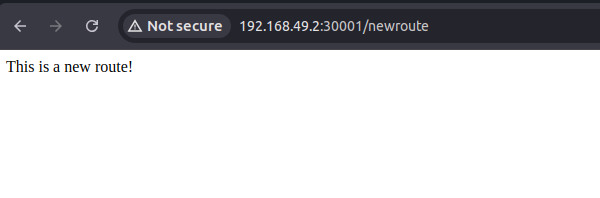 Not secure 192.168.49.2:30001/newroute
This is a new route!